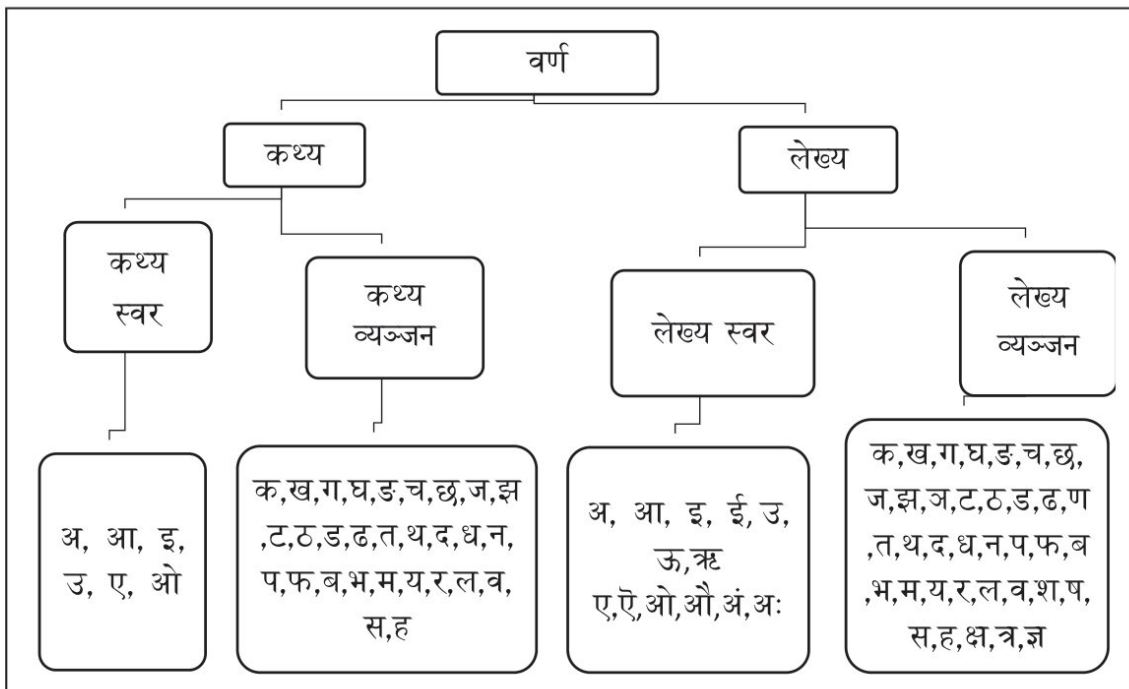 वर्ण
कथ्य
लेख्य
कथ्य
स्वर
कथ्य
व्यञ्जन
लेख्य स्वर
लेख्य
व्यञ्जन
अ, आ, इ,
उ, ए, ओ
क,ख,ग,घ,ङ,च,छ,ज,झ
,ट,ठ,ड,ढ,त,थ,द,ध,न,
प,फ,ब,भ,म,य,र,ल,व,
स,ह
अ, आ, इ, ई, उ,
ऊ,ऋ
ए,ऐ,ओ,औ,अं,अः
क,ख,ग,घ,ङ,च,छ,
ज,झ,ञ,ट,ठ,ड,ढ,ण
,त,थ,द,ध,न,प,फ,ब
,भ,म,य,र,ल,व,श,ष,
स,ह,क्ष,त्र,ज्ञ